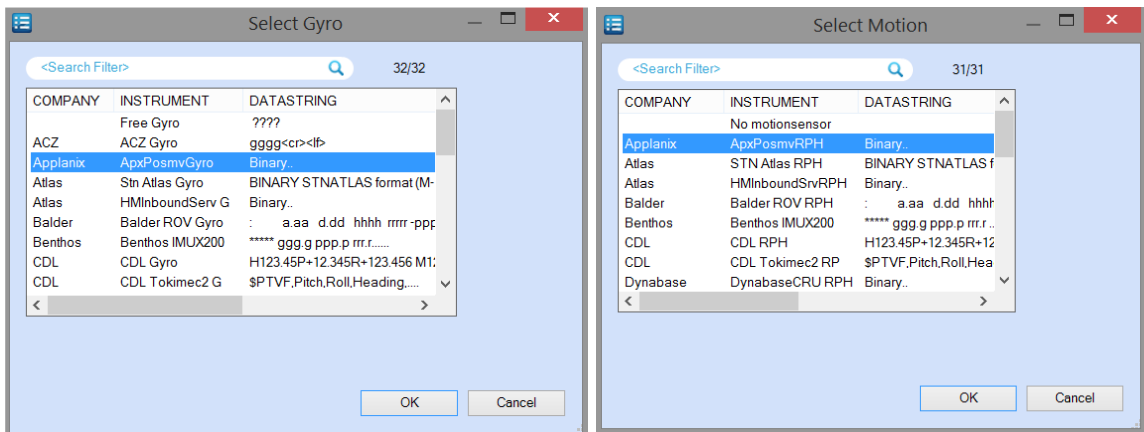 Select Gyro
<Search Filter> 32/32
COMPANY INSTRUMENT DATASTRING
Free Gyro ????
ACZ ACZ Gyro gggg<cr><lf>
Applanix ApxPosmvGyro Binary..
Atlas Stn Atlas Gyro BINARY STNATLAS format (M-
Atlas HMInboundServ G Binary..
Balder Balder ROV Gyro : a.aa d.dd hhhh rrrrr -ppp
Benthos Benthos IMUX200 ***** ggg.g ppp.p rrr.r......
CDL CDL Gyro H123.45P+12.345R+123.456 M12
CDL CDL Tokimec2 G $PTVF,Pitch,Roll,Heading,....
OK Cancel
Select Motion
<Search Filter> 31/31
COMPANY INSTRUMENT DATASTRING
No motionsensor
Applanix ApxPosmvRPH Binary..
Atlas STN Atlas RPH BINARY STNATLAS f
Atlas HMInboundSrvRPH Binary..
Balder Balder ROV RPH : a.aa d.dd hhhh
Benthos Benthos IMUX200 ***** ggg.g ppp.p rrr.r ..
CDL CDL RPH H123.45P+12.345R+12
CDL CDL Tokimec2 RP $PTVF,Pitch,Roll,Hea
Dynabase DynabaseCRU RPH Binary..
OK Cancel